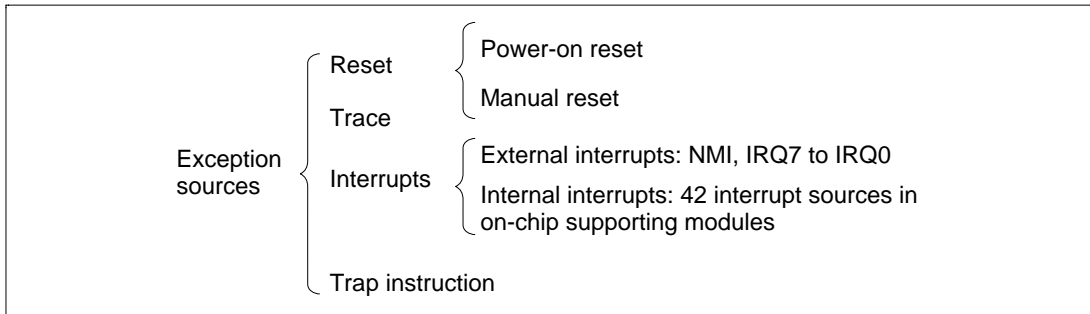 Exception
sources
Reset
Power-on reset
Manual reset
Trace
Interrupts
External interrupts: NMI, IRQ7 to IRQ0
Internal interrupts: 42 interrupt sources in
on-chip supporting modules
Trap instruction